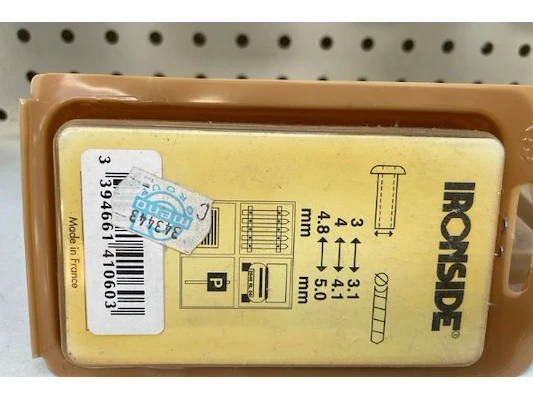 IRONSIDE®
3 3.1
4 4.1
4.8 5.0
mm mm
P
C
343443
3 394661 410603
Made in France